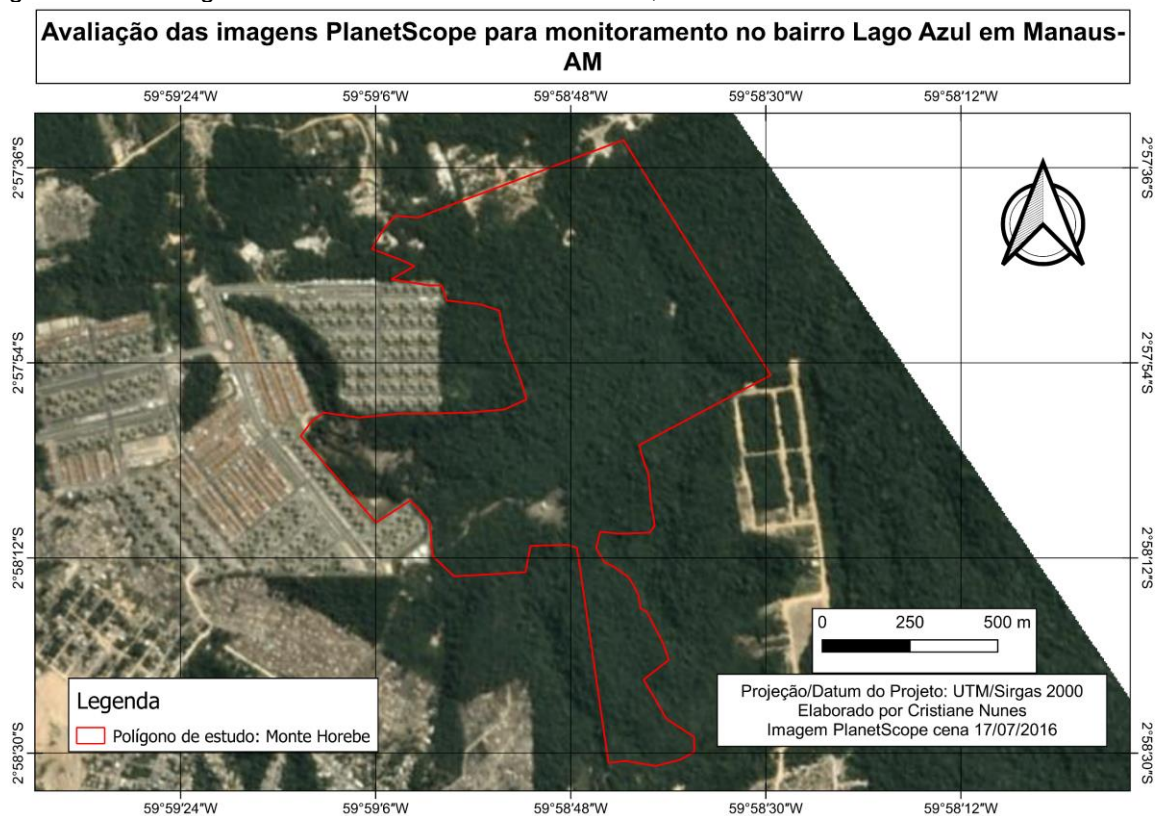 Avaliação das imagens PlanetScope para monitoramento no bairro Lago Azul em Manaus-
AM
59°59'24"W 59°59'6"W 59°58'48"W 59°58'30"W 59°58'12"W
2°57'36"S 2°57'36"S
2°57'54"S 2°57'54"S
2°58'12"S 2°58'12"S
0 250 500 m
Legenda
Polígono de estudo: Monte Horebe
Projeção/Datum do Projeto: UTM/Sirgas 2000
Elaborado por Cristiane Nunes
Imagem PlanetScope cena 17/07/2016
2°58'30"S 2°58'30"S
59°59'24"W 59°59'6"W 59°58'48"W 59°58'30"W 59°58'12"W